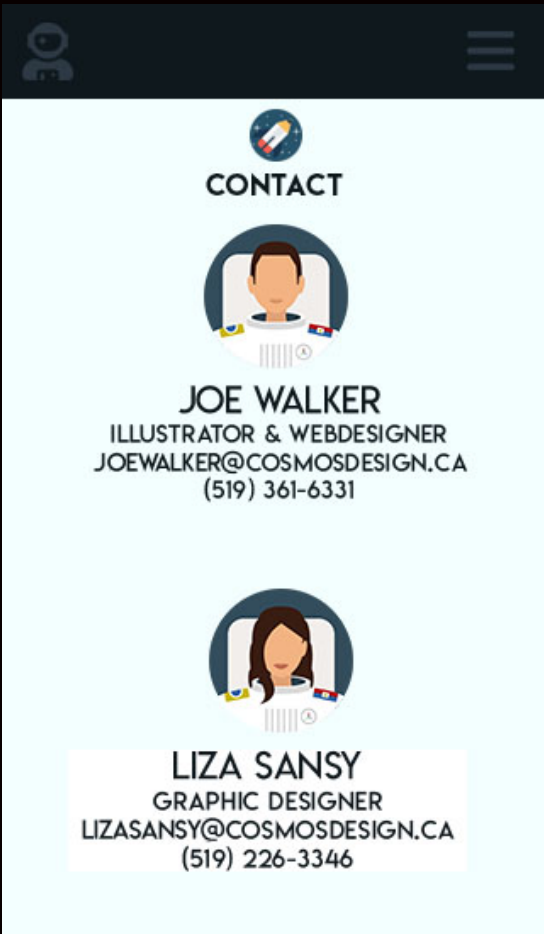 CONTACT
JOE WALKER
ILLUSTRATOR & WEBDESIGNER
JOEWALKER@COSMOSDESIGN.CA
(519) 361-6331
LIZA SANSY
GRAPHIC DESIGNER
LIZASANSY@COSMOSDESIGN.CA
(519) 226-3346